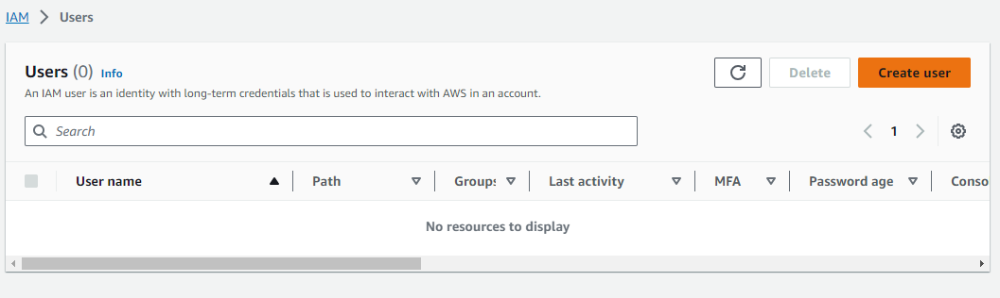 IAM > Users
Users (0) Info
Delete
Create user
An IAM user is an identity with long-term credentials that is used to interact with AWS in an account.
Search
1
User name
Path
Groups
Last activity
MFA
Password age
Conso
No resources to display